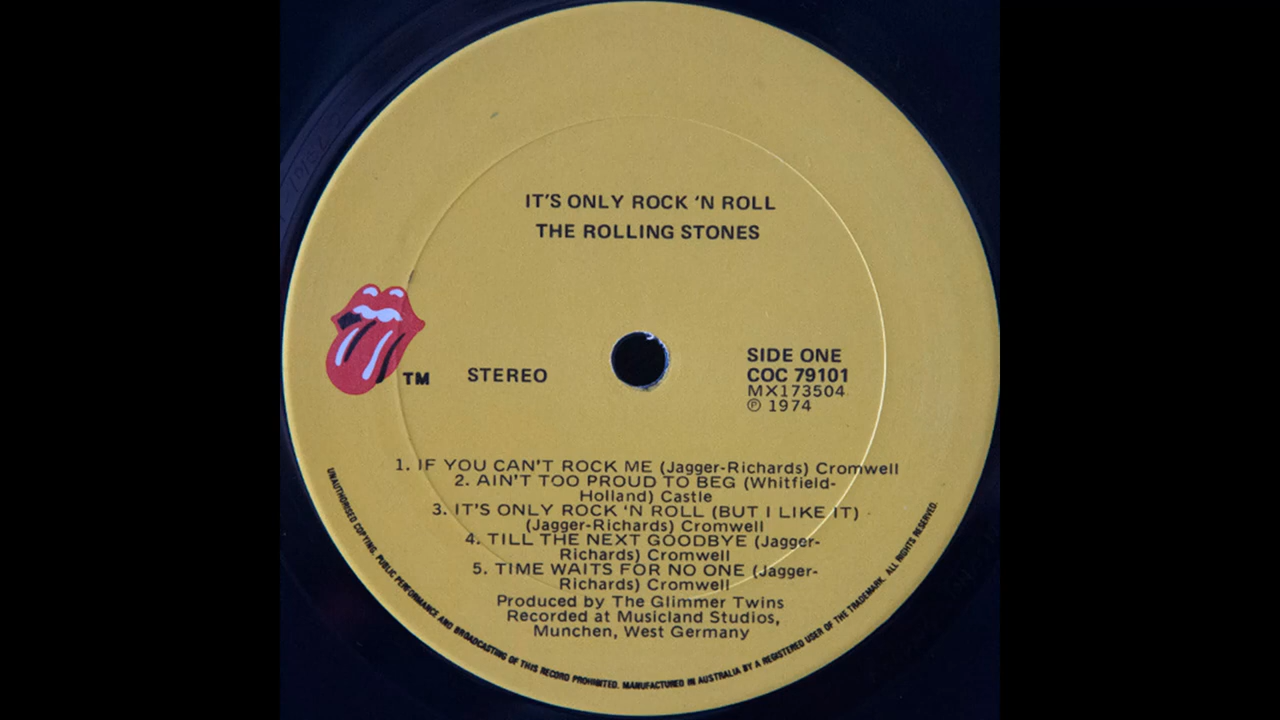 IT'S ONLY ROCK 'N ROLL
THE ROLLING STONES
TM
STEREO
SIDE ONE
COC 79101
MX173504
℗ 1974
1. IF YOU CAN'T ROCK ME (Jagger-Richards) Cromwell
2. AIN'T TOO PROUD TO BEG (Whitfield-
Holland) Castle
3. IT'S ONLY ROCK 'N ROLL (BUT I LIKE IT)
(Jagger-Richards) Cromwell
4. TILL THE NEXT GOODBYE (Jagger-
Richards) Cromwell
5. TIME WAITS FOR NO ONE (Jagger-
Richards) Cromwell
Produced by The Glimmer Twins
Recorded at Musicland Studios,
Munchen, West Germany
UNAUTHORISED COPYING, PUBLIC PERFORMANCE AND BROADCASTING OF THIS RECORD PROHIBITED. MANUFACTURED IN AUSTRALIA BY A REGISTERED USER OF THE TRADEMARK. ALL RIGHTS RESERVED.